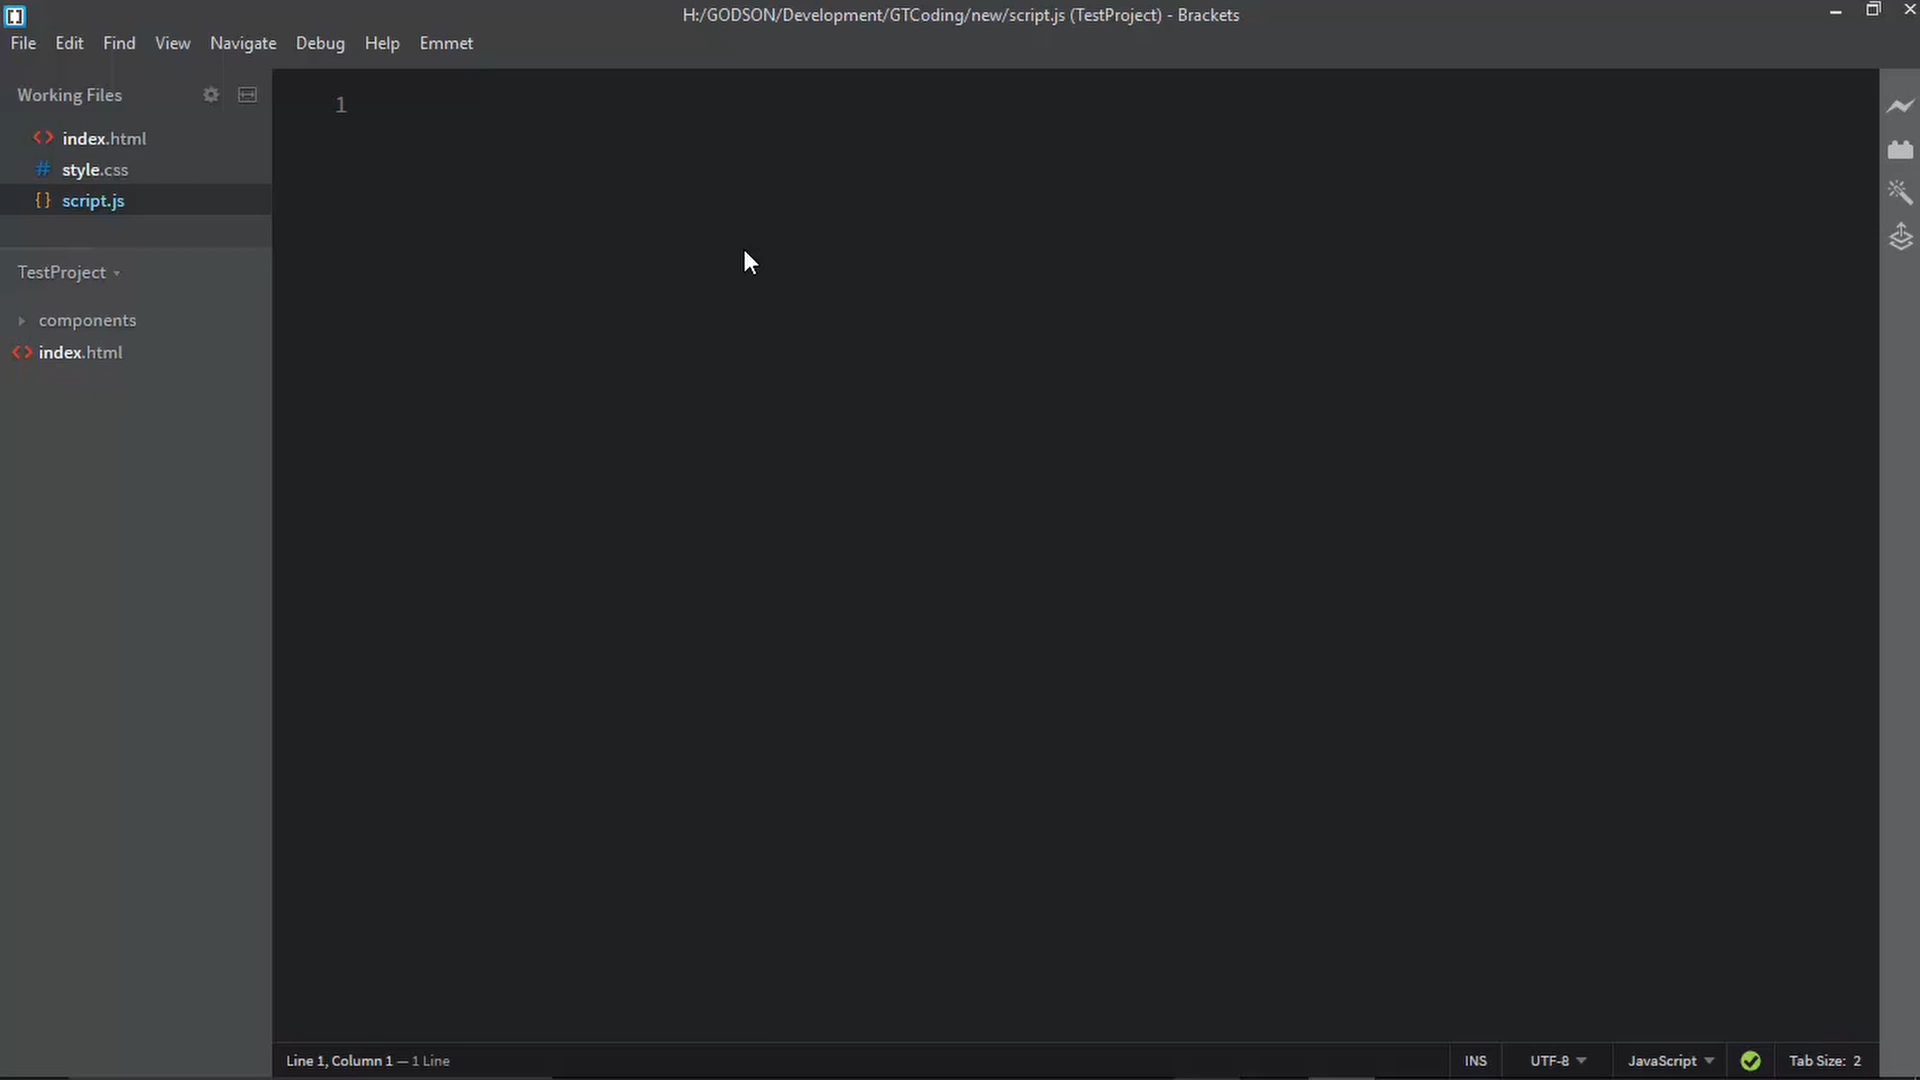 H:/GODSON/Development/GTCoding/new/script.js (TestProject) - Brackets
File Edit Find View Navigate Debug Help Emmet
Working Files
index.html
style.css
script.js
TestProject
components
index.html
1
Line 1, Column 1 — 1 Line
INS UTF-8 JavaScript Tab Size: 2